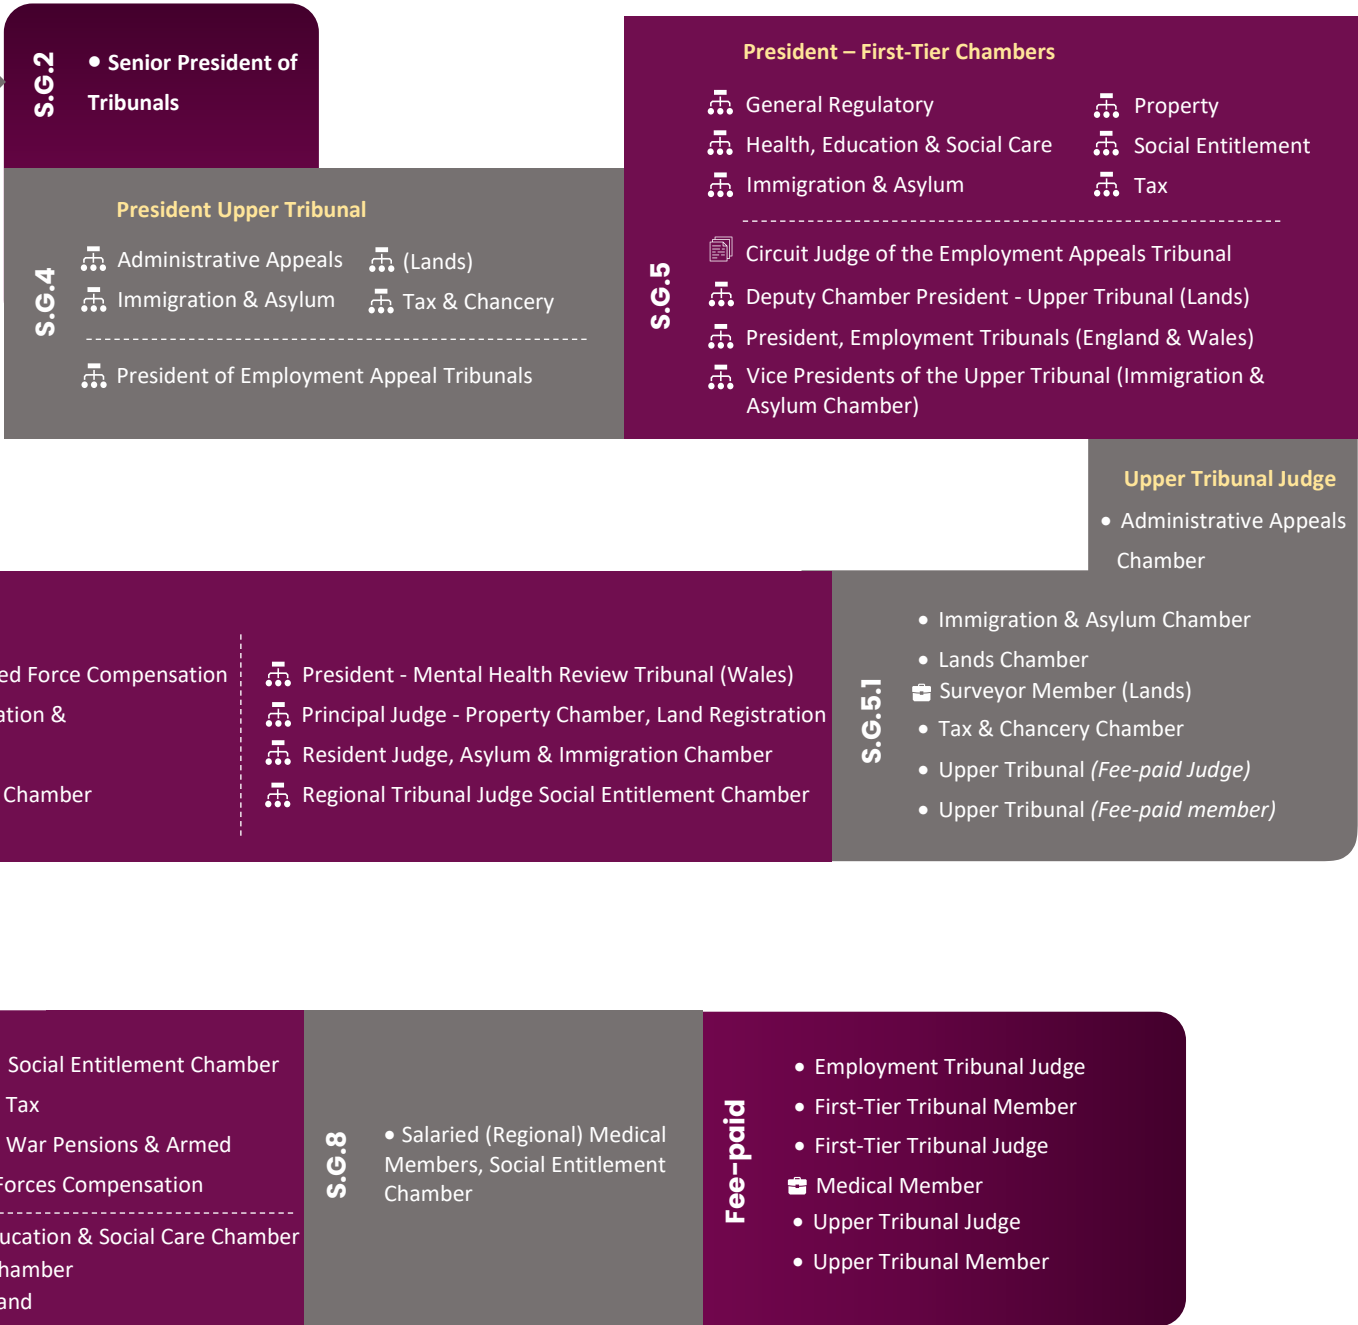 S.G.2
• Senior President of
Tribunals
President Upper Tribunal
S.G.4
Administrative Appeals
Immigration & Asylum
(Lands)
Tax & Chancery
President of Employment Appeal Tribunals
President – First-Tier Chambers
S.G.5
General Regulatory
Health, Education & Social Care
Immigration & Asylum
Property
Social Entitlement
Tax
Circuit Judge of the Employment Appeals Tribunal
Deputy Chamber President - Upper Tribunal (Lands)
President, Employment Tribunals (England & Wales)
Vice Presidents of the Upper Tribunal (Immigration &
Asylum Chamber)
Upper Tribunal Judge
• Administrative Appeals
Chamber
S.G.5.1
• Immigration & Asylum Chamber
• Lands Chamber
Surveyor Member (Lands)
• Tax & Chancery Chamber
• Upper Tribunal (Fee-paid Judge)
• Upper Tribunal (Fee-paid member)
ed Force Compensation
ation &
Chamber
President - Mental Health Review Tribunal (Wales)
Principal Judge - Property Chamber, Land Registration
Resident Judge, Asylum & Immigration Chamber
Regional Tribunal Judge Social Entitlement Chamber
Social Entitlement Chamber
Tax
War Pensions & Armed
Forces Compensation
ucation & Social Care Chamber
hamber
and
S.G.8
• Salaried (Regional) Medical
Members, Social Entitlement
Chamber
Fee-paid
• Employment Tribunal Judge
• First-Tier Tribunal Member
• First-Tier Tribunal Judge
Medical Member
• Upper Tribunal Judge
• Upper Tribunal Member